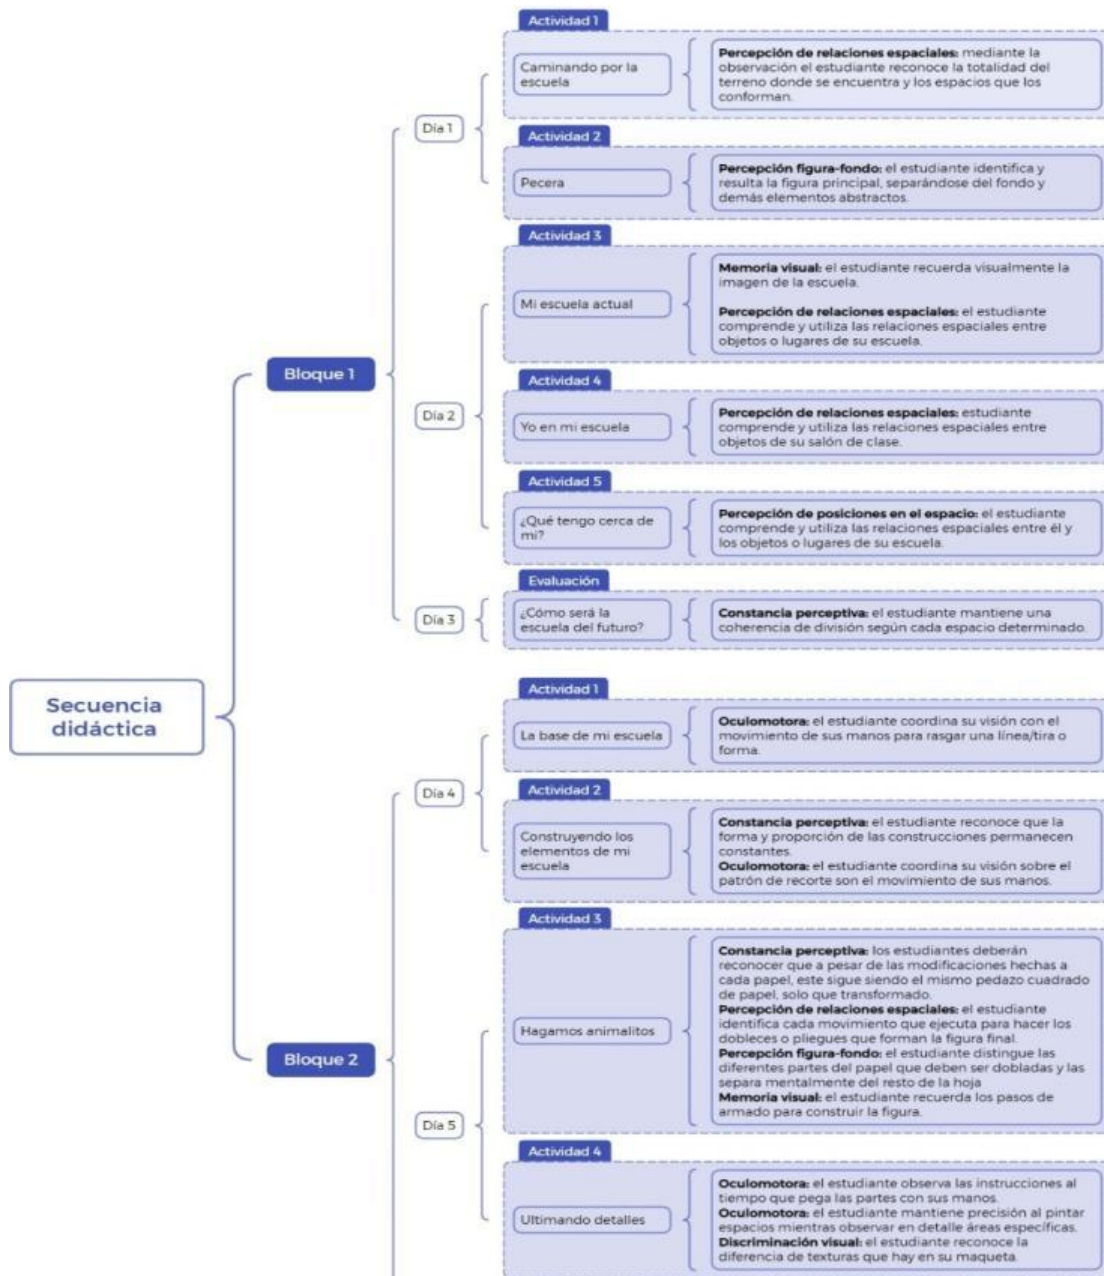 Secuencia
didáctica
Bloque 1
Día 1
Actividad 1
Caminando por la
escuela
Percepción de relaciones espaciales: mediante la
observación el estudiante reconoce la totalidad del
terreno donde se encuentra y los espacios que los
conforman.
Actividad 2
Pecera
Percepción figura-fondo: el estudiante identifica y
resulta la figura principal, separándose del fondo y
demás elementos abstractos.
Día 2
Actividad 3
Mi escuela actual
Memoria visual: el estudiante recuerda visualmente la
imagen de la escuela.
Percepción de relaciones espaciales: el estudiante
comprende y utiliza las relaciones espaciales entre
objetos o lugares de su escuela.
Actividad 4
Yo en mi escuela
Percepción de relaciones espaciales: estudiante
comprende y utiliza las relaciones espaciales entre
objetos de su salón de clase.
Actividad 5
¿Qué tengo cerca de
mi?
Percepción de posiciones en el espacio: el estudiante
comprende y utiliza las relaciones espaciales entre él y
los objetos o lugares de su escuela.
Día 3
Evaluación
¿Cómo será la
escuela del futuro?
Constancia perceptiva: el estudiante mantiene una
coherencia de división según cada espacio determinado.
Bloque 2
Día 4
Actividad 1
La base de mi escuela
Oculomotora: el estudiante coordina su visión con el
movimiento de sus manos para rasgar una línea/tira o
forma.
Actividad 2
Construyendo los
elementos de mi
escuela
Constancia perceptiva: el estudiante reconoce que la
forma y proporción de las construcciones permanecen
constantes.
Oculomotora: el estudiante coordina su visión sobre el
patrón de recorte son el movimiento de sus manos.
Día 5
Actividad 3
Hagamos animalitos
Constancia perceptiva: los estudiantes deberán
reconocer que a pesar de las modificaciones hechas a
cada papel, este sigue siendo el mismo pedazo cuadrado
de papel, solo que transformado.
Percepción de relaciones espaciales: el estudiante
identifica cada movimiento que ejecuta para hacer los
dobleces o pliegues que forman la figura final.
Percepción figura-fondo: el estudiante distingue las
diferentes partes del papel que deben ser dobladas y las
separa mentalmente del resto de la hoja
Memoria visual: el estudiante recuerda los pasos de
armado para construir la figura.
Actividad 4
Ultimando detalles
Oculomotora: el estudiante observa las instrucciones al
tiempo que pega las partes con sus manos.
Oculomotora: el estudiante mantiene precisión al pintar
espacios mientras observar en detalle áreas específicas.
Discriminación visual: el estudiante reconoce la
diferencia de texturas que hay en su maqueta.